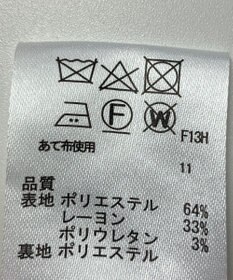 F
W
F13H
あて布使用
11
品質
表地 ポリエステル 64%
レーヨン 33%
ポリウレタン 3%
裏地 ポリエステル